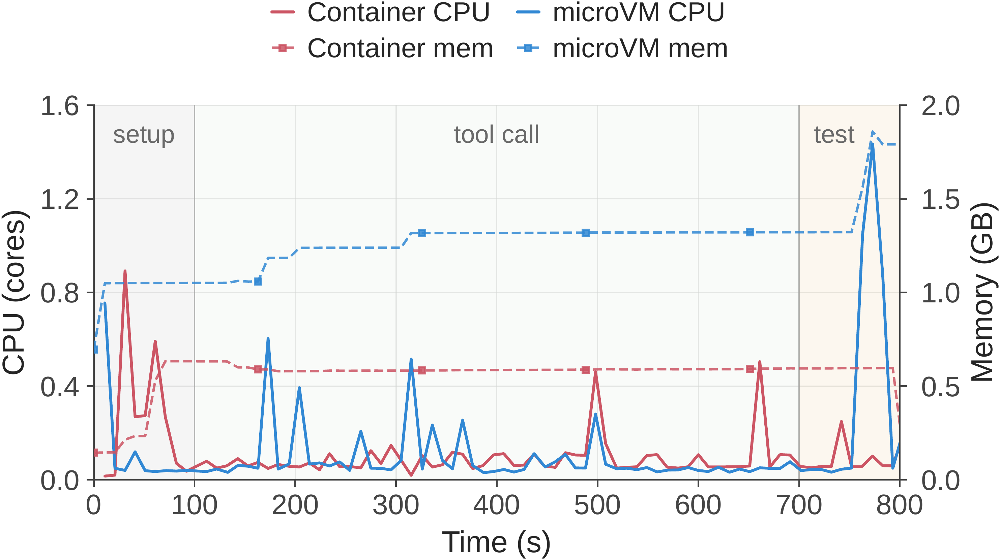 Container CPU
microVM CPU
Container mem
microVM mem
setup
tool call
test
1.6
1.2
0.8
0.4
0.0
CPU (cores)
2.0
1.5
1.0
0.5
0.0
Memory (GB)
0 100 200 300 400 500 600 700 800
Time (s)